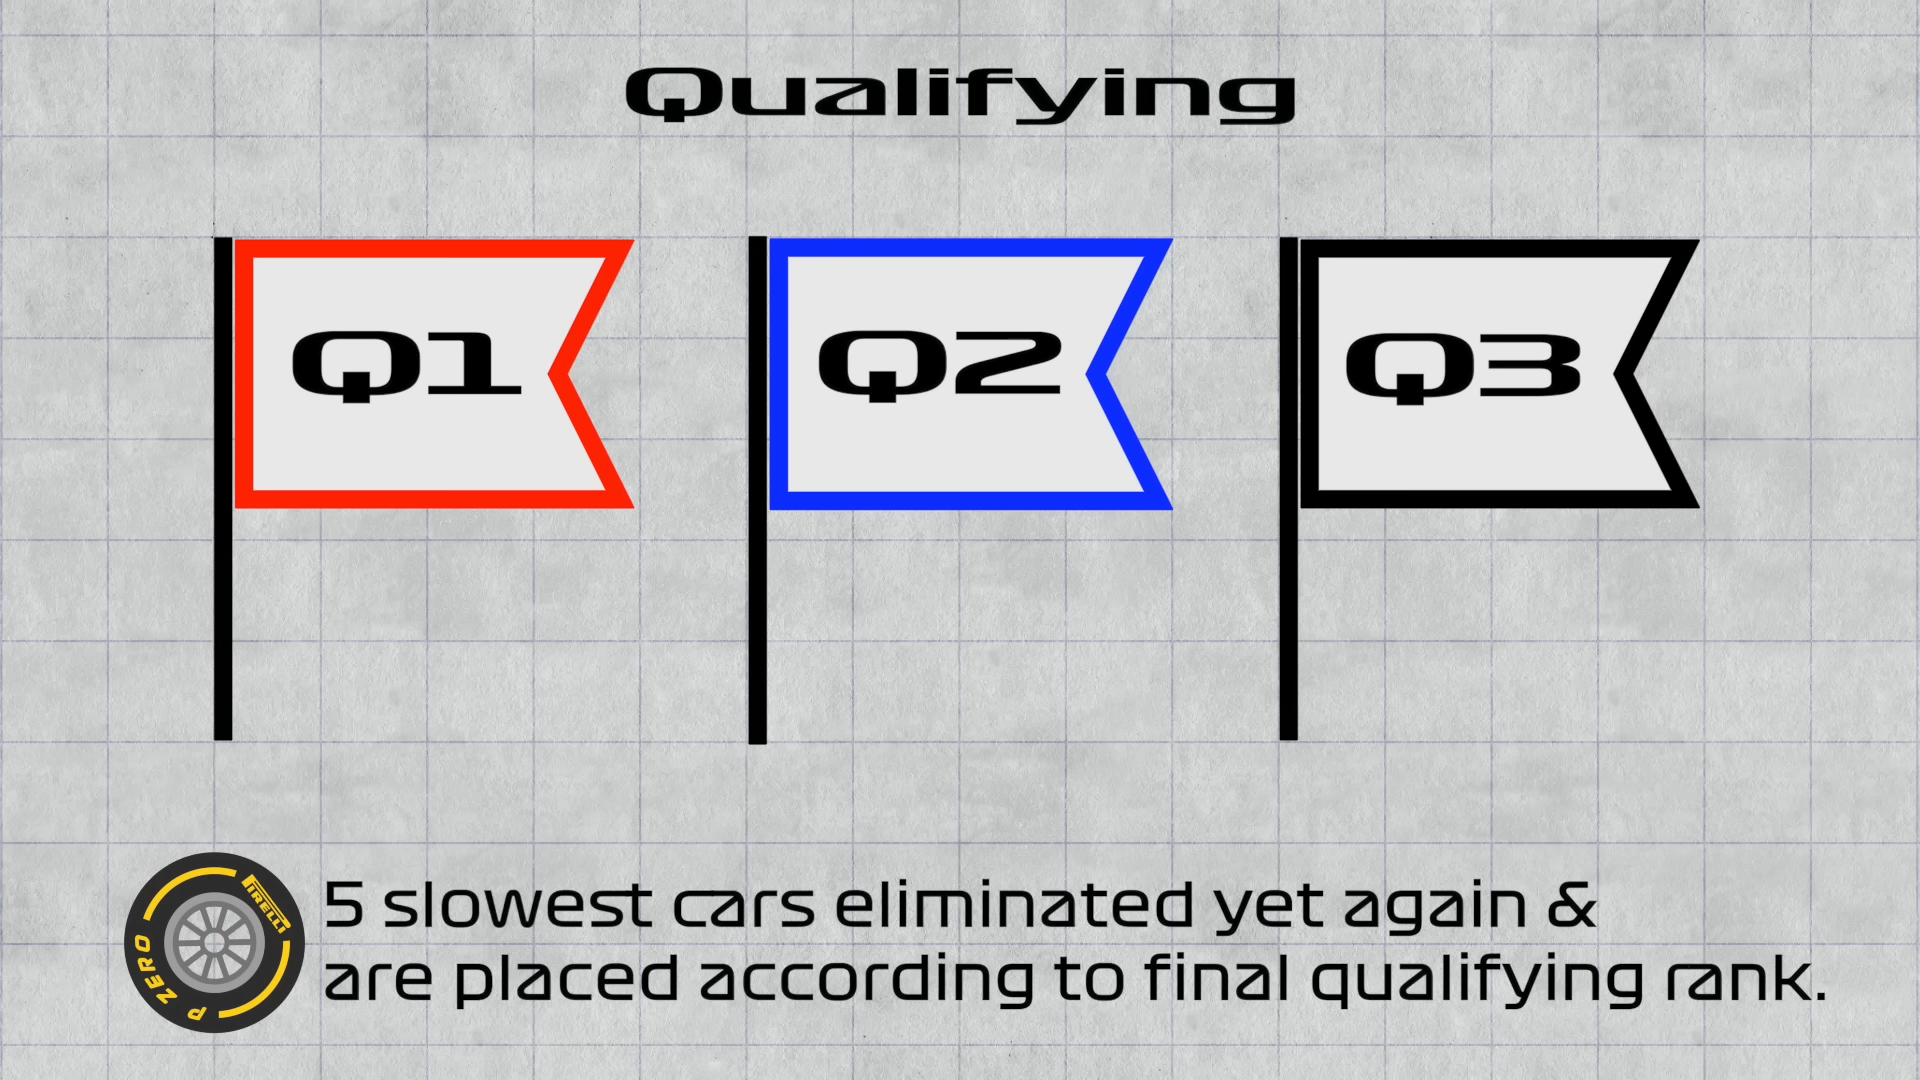 Qualifying
Q1
Q2
Q3
PIRELLI
P ZERO
5 slowest cars eliminated yet again &
are placed according to final qualifying rank.